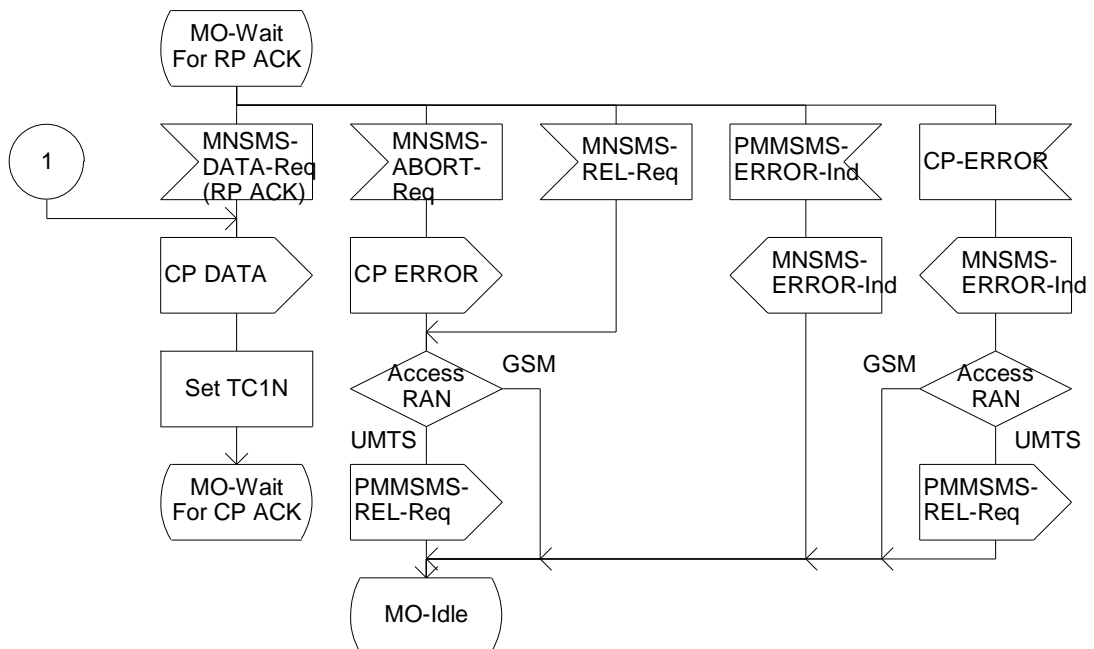 MO-Wait
For RP ACK
1
MNSMS-
DATA-Req
(RP ACK)
MNSMS-
ABORT-
Req
MNSMS-
REL-Req
PMMSMS-
ERROR-Ind
CP-ERROR
CP DATA
CP ERROR
MNSMS-
ERROR-Ind
MNSMS-
ERROR-Ind
Set TC1N
Access
RAN
GSM
UMTS
GSM
Access
RAN
UMTS
MO-Wait
For CP ACK
PMMSMS-
REL-Req
PMMSMS-
REL-Req
MO-Idle